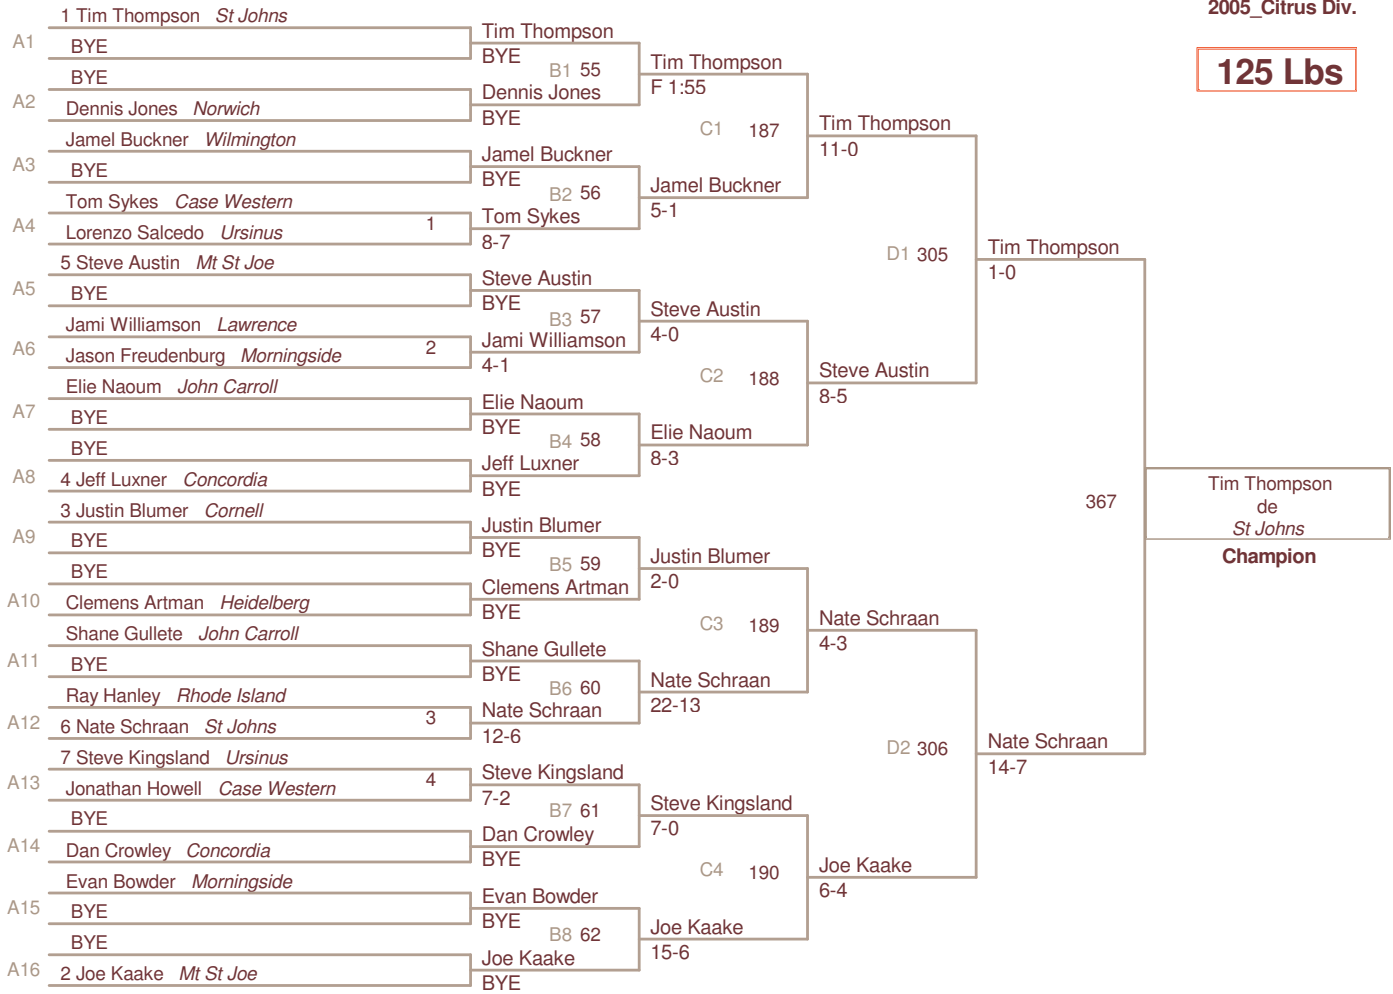 2005_Citrus Div.
125 Lbs
1 Tim Thompson St Johns
A1
BYE
BYE
A2
Dennis Jones Norwich
Jamel Buckner Wilmington
A3
BYE
Tom Sykes Case Western
A4
1
Lorenzo Salcedo Ursinus
5 Steve Austin Mt St Joe
A5
BYE
Jami Williamson Lawrence
A6
2
Jason Freudenburg Morningside
Elie Naoum John Carroll
A7
BYE
BYE
A8
4 Jeff Luxner Concordia
3 Justin Blumer Cornell
A9
BYE
BYE
A10
Clemens Artman Heidelberg
Shane Gullete John Carroll
A11
BYE
Ray Hanley Rhode Island
A12
3
6 Nate Schraan St Johns
7 Steve Kingsland Ursinus
A13
4
Jonathan Howell Case Western
BYE
A14
Dan Crowley Concordia
Evan Bowder Morningside
A15
BYE
BYE
A16
2 Joe Kaake Mt St Joe
Tim Thompson
BYE
B1 55
Dennis Jones
BYE
Jamel Buckner
BYE
B2 56
Tom Sykes
8-7
Steve Austin
BYE
B3 57
Jami Williamson
4-1
Elie Naoum
BYE
B4 58
Jeff Luxner
BYE
Justin Blumer
BYE
B5 59
Clemens Artman
BYE
Shane Gullete
BYE
B6 60
Nate Schraan
12-6
Steve Kingsland
7-2
B7 61
Dan Crowley
BYE
Evan Bowder
BYE
B8 62
Joe Kaake
BYE
Tim Thompson
F 1:55
C1 187
Jamel Buckner
5-1
Steve Austin
4-0
C2 188
Elie Naoum
8-3
Justin Blumer
2-0
C3 189
Nate Schraan
22-13
Steve Kingsland
7-0
C4 190
Joe Kaake
15-6
Tim Thompson
11-0
D1 305
Steve Austin
8-5
Nate Schraan
4-3
D2 306
Joe Kaake
6-4
Tim Thompson
1-0
367
Nate Schraan
14-7
Tim Thompson
de
St Johns
Champion